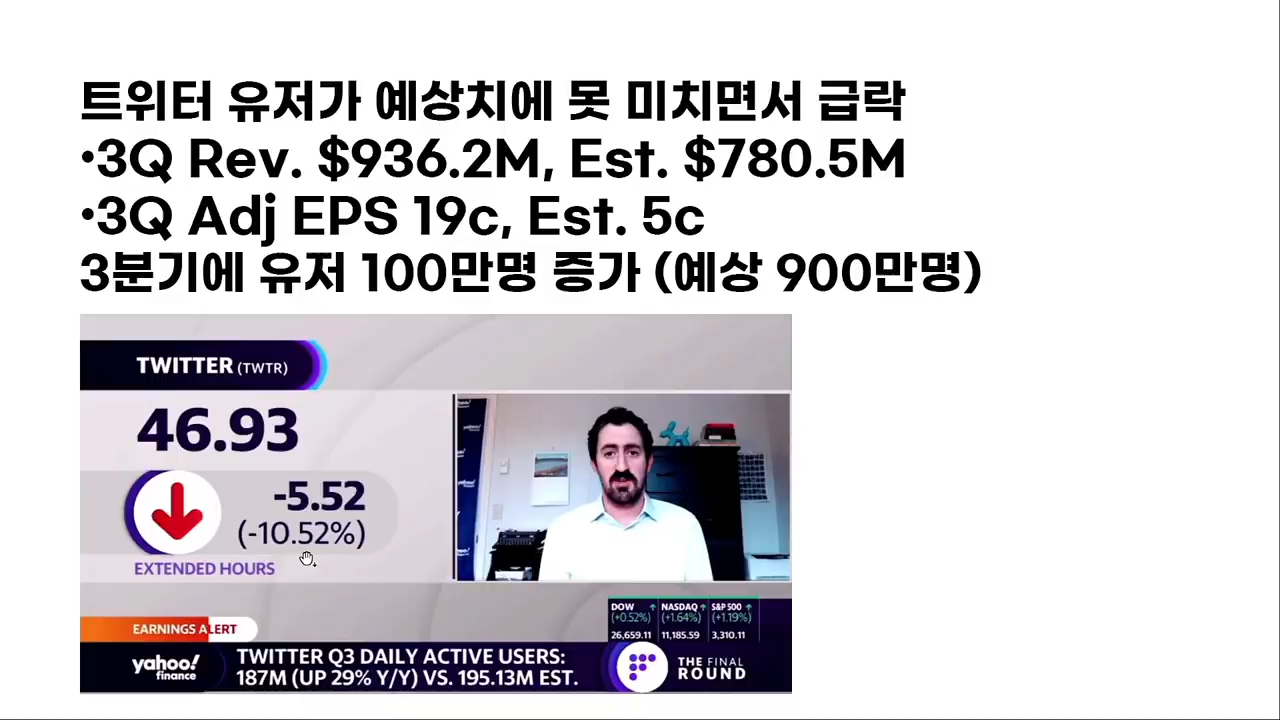 트위터 유저가 예상치에 못 미치면서 급락
•3Q Rev. $936.2M, Est. $780.5M
•3Q Adj EPS 19c, Est. 5c
3분기에 유저 100만명 증가 (예상 900만명)
TWITTER (TWTR)
46.93
-5.52
(-10.52%)
EXTENDED HOURS
DOW NASDAQ S&P 500
(+0.52%) (+1.64%) (+1.19%)
26,659.11 11,185.59 3,310.11
EARNINGS ALERT
yahoo! finance
TWITTER Q3 DAILY ACTIVE USERS:
187M (UP 29% Y/Y) VS. 195.13M EST.
THE FINAL
ROUND